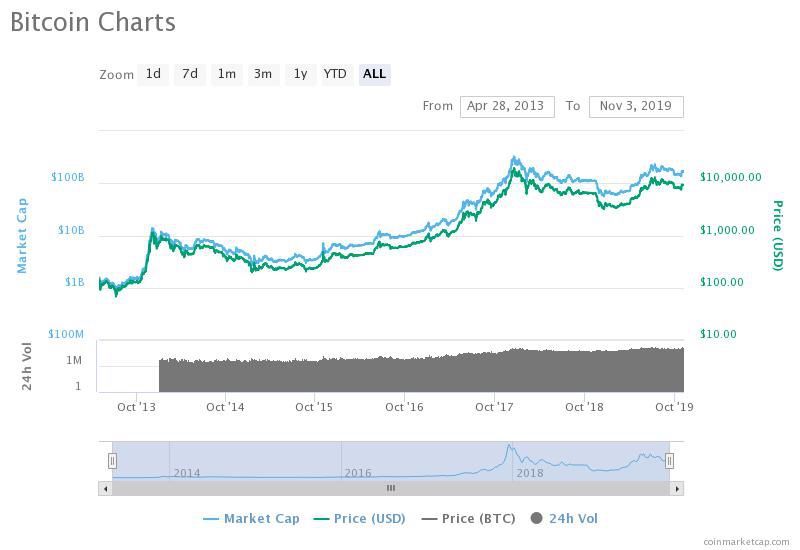 Bitcoin Charts
Zoom 1d 7d 1m 3m 1y YTD ALL
From Apr 28, 2013 To Nov 3, 2019
$100B
$10B
$1B
$100M
Market Cap
$10,000.00
$1,000.00
$100.00
$10.00
Price (USD)
24h Vol
1M
1
Oct '13 Oct '14 Oct '15 Oct '16 Oct '17 Oct '18 Oct '19
2014 2016 2018
Market Cap Price (USD) Price (BTC) 24h Vol
coinmarketcap.com